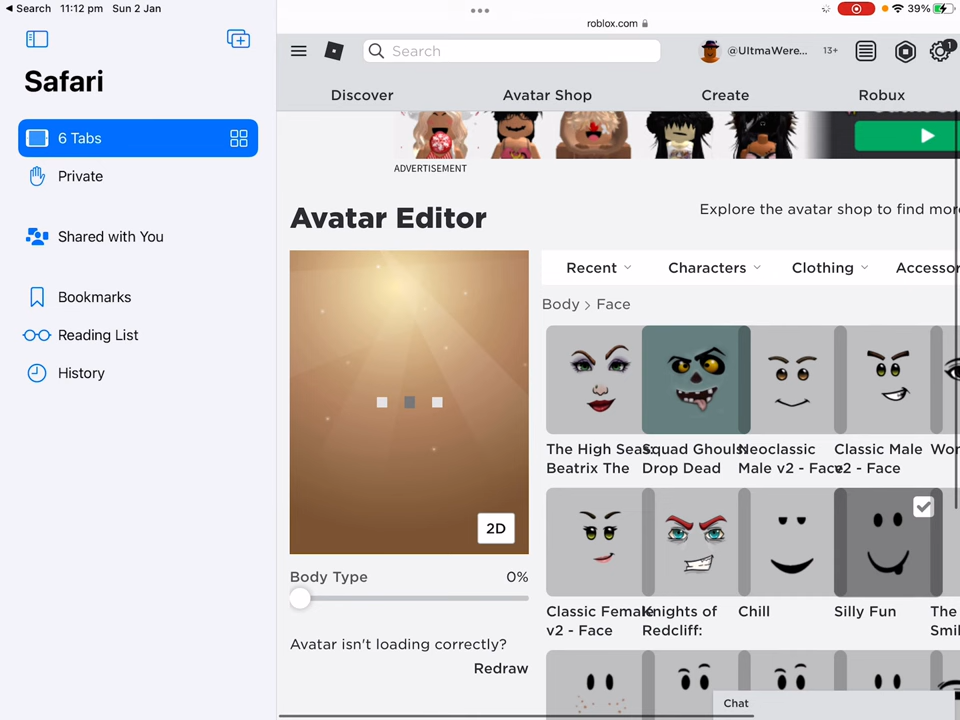 Search 11:12 pm Sun 2 Jan
39%
roblox.com
Safari
6 Tabs
Private
Shared with You
Bookmarks
Reading List
History
Search
@UltmaWere...
13+
1
Discover
Avatar Shop
Create
Robux
ADVERTISEMENT
Avatar Editor
Explore the avatar shop to find more
Recent
Characters
Clothing
Accessor
Body > Face
2D
Body Type 0%
Avatar isn't loading correctly?
Redraw
The High Seas:
Beatrix The
Squad Ghouls:
Drop Dead
Neoclassic
Male v2 - Face
Classic Male
v2 - Face
Wor
Classic Female
v2 - Face
Knights of
Redcliff:
Chill
Silly Fun
The
Smil
Chat